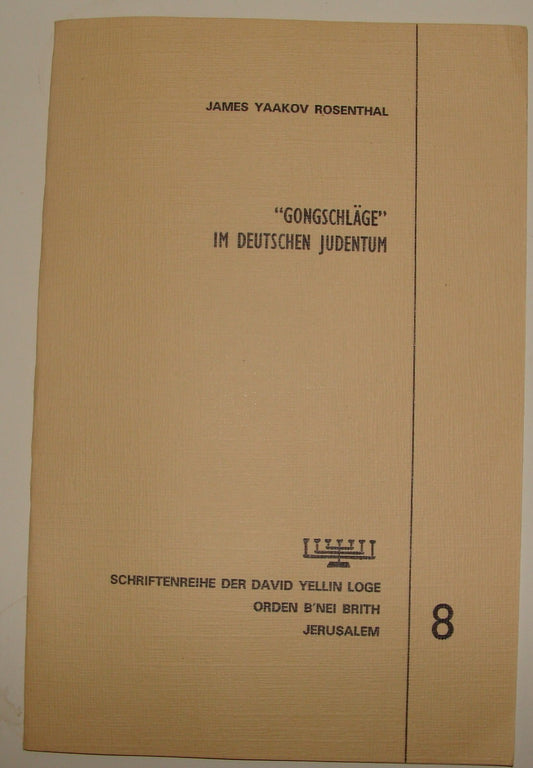 JAMES YAAKOV ROSENTHAL
“GONGSCHLÄGE”
IM DEUTSCHEN JUDENTUM
SCHRIFTENREIHE DER DAVID YELLIN LOGE
ORDEN B'NEI BRITH
JERUSALEM
8